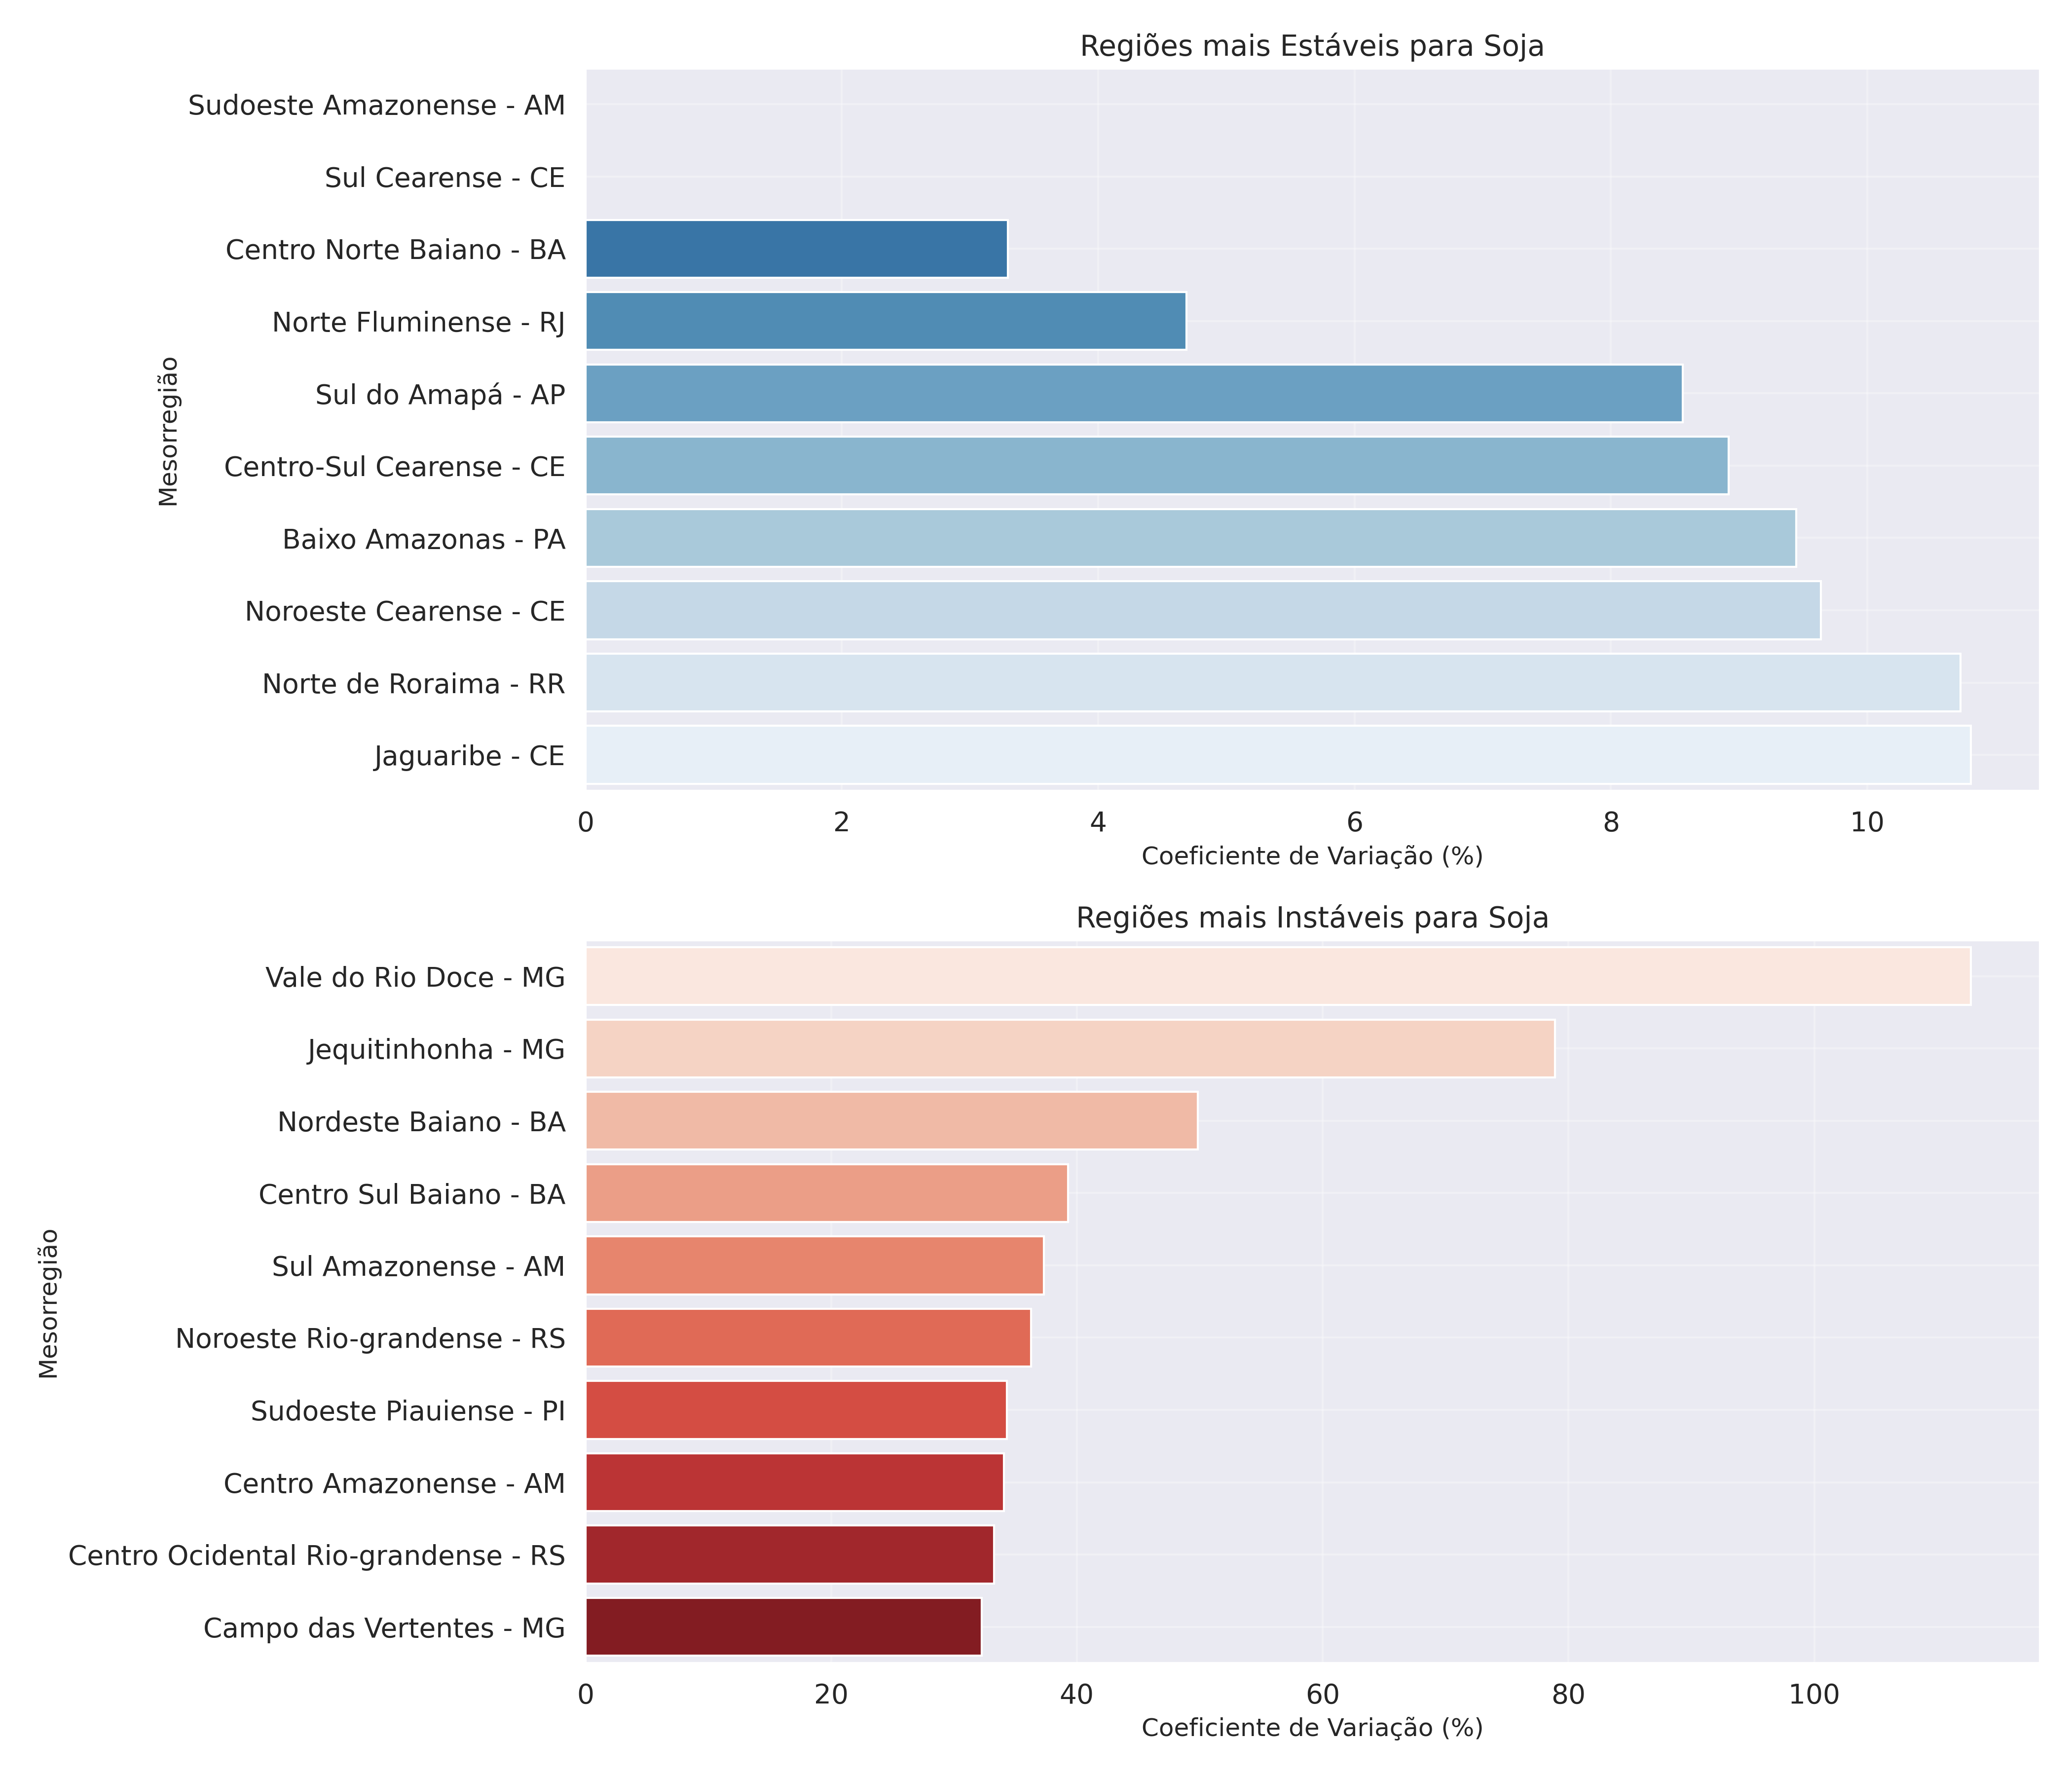 Regiões mais Estáveis para Soja
Mesorregião
Sudoeste Amazonense - AM
Sul Cearense - CE
Centro Norte Baiano - BA
Norte Fluminense - RJ
Sul do Amapá - AP
Centro-Sul Cearense - CE
Baixo Amazonas - PA
Noroeste Cearense - CE
Norte de Roraima - RR
Jaguaribe - CE
0 2 4 6 8 10
Coeficiente de Variação (%)
Regiões mais Instáveis para Soja
Mesorregião
Vale do Rio Doce - MG
Jequitinhonha - MG
Nordeste Baiano - BA
Centro Sul Baiano - BA
Sul Amazonense - AM
Noroeste Rio-grandense - RS
Sudoeste Piauiense - PI
Centro Amazonense - AM
Centro Ocidental Rio-grandense - RS
Campo das Vertentes - MG
0 20 40 60 80 100
Coeficiente de Variação (%)